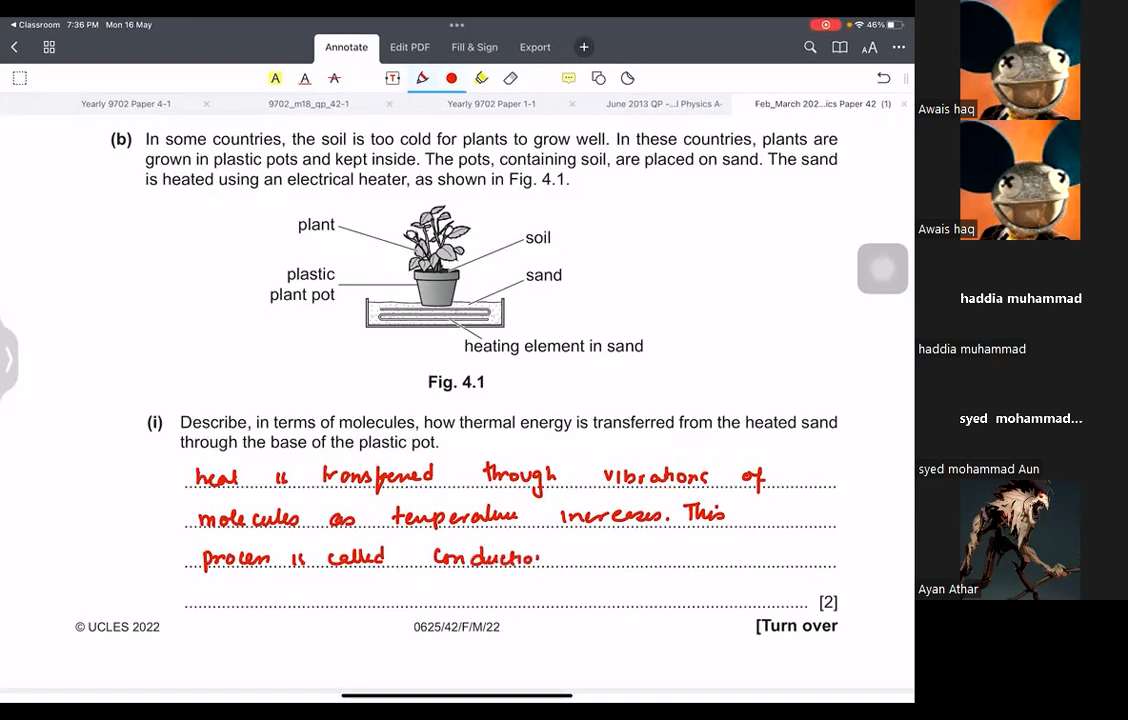 Classroom 7:36 PM Mon 16 May
46%
Annotate Edit PDF Fill & Sign Export
Yearly 9702 Paper 4-1 9702_m18_qp_42-1 Yearly 9702 Paper 1-1 June 2013 QP -...l Physics A- Feb_March 202...ics Paper 42 (1)
(b) In some countries, the soil is too cold for plants to grow well. In these countries, plants are
grown in plastic pots and kept inside. The pots, containing soil, are placed on sand. The sand
is heated using an electrical heater, as shown in Fig. 4.1.
plant
soil
plastic
plant pot
sand
heating element in sand
Fig. 4.1
(i) Describe, in terms of molecules, how thermal energy is transferred from the heated sand
through the base of the plastic pot.
heat is transferred through vibrations of
molecules as temperature increases. This
process is called conduction
[2]
© UCLES 2022 0625/42/F/M/22 [Turn over
Awais haq
Awais haq
haddia muhammad
haddia muhammad
syed mohammad...
syed mohammad Aun
Ayan Athar